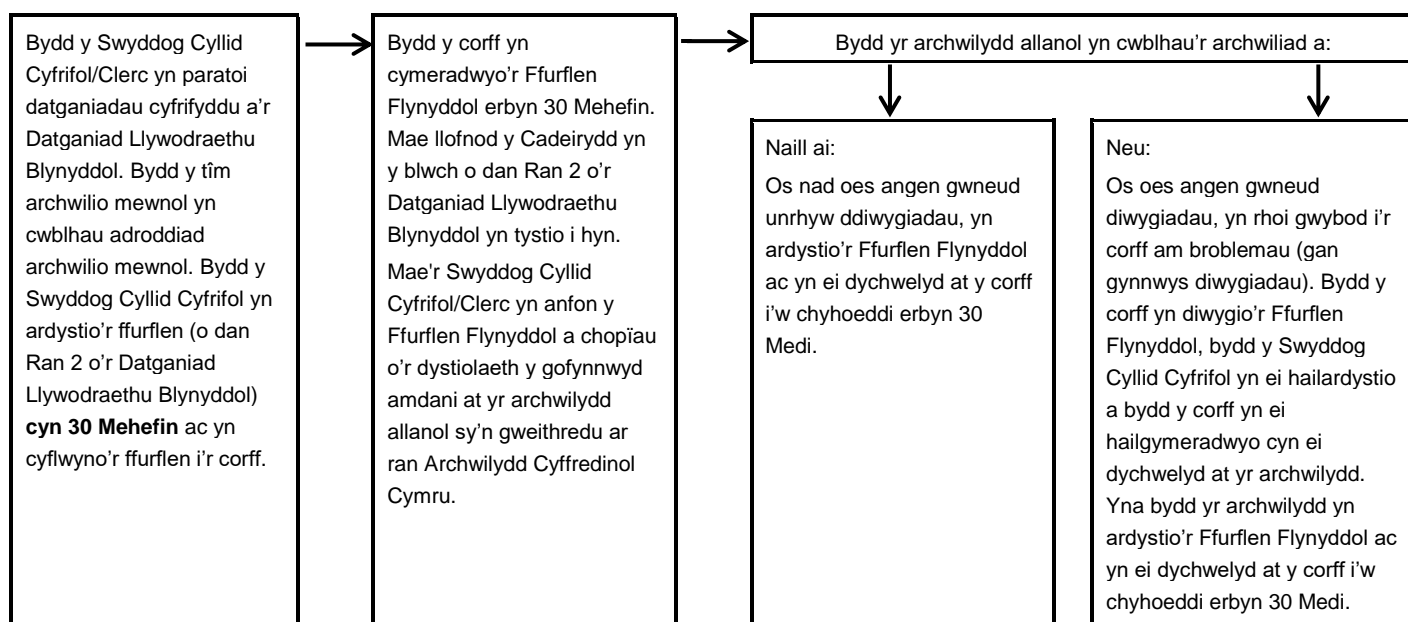 Bydd y Swyddog Cyllid
Cyfrifol/Clerc yn paratoi
datganiadau cyfrifyddu a'r
Datganiad Llywodraethu
Blynyddol. Bydd y tîm
archwilio mewnol yn
cwblhau adroddiad
archwilio mewnol. Bydd y
Swyddog Cyllid Cyfrifol yn
ardystio'r ffurflen (o dan
Ran 2 o'r Datganiad
Llywodraethu Blynyddol)
cyn 30 Mehefin ac yn
cyflwyno'r ffurflen i'r corff.
Bydd y corff yn
cymeradwyo'r Ffurflen
Flynyddol erbyn 30 Mehefin.
Mae llofnod y Cadeirydd yn
y blwch o dan Ran 2 o'r
Datganiad Llywodraethu
Blynyddol yn tystio i hyn.
Mae'r Swyddog Cyllid
Cyfrifol/Clerc yn anfon y
Ffurflen Flynyddol a chopïau
o'r dystiolaeth y gofynnwyd
amdani at yr archwilydd
allanol sy'n gweithredu ar
ran Archwilydd Cyffredinol
Cymru.
Bydd yr archwilydd allanol yn cwblhau'r archwiliad a:
Naill ai:
Os nad oes angen gwneud
unrhyw ddiwygiadau, yn
ardystio'r Ffurflen Flynyddol
ac yn ei dychwelyd at y corff
i'w chyhoeddi erbyn 30
Medi.
Neu:
Os oes angen gwneud
diwygiadau, yn rhoi gwybod i'r
corff am broblemau (gan
gynnwys diwygiadau). Bydd y
corff yn diwygio'r Ffurflen
Flynyddol, bydd y Swyddog
Cyllid Cyfrifol yn ei hailardystio
a bydd y corff yn ei
hailgymeradwyo cyn ei
dychwelyd at yr archwilydd.
Yna bydd yr archwilydd yn
ardystio'r Ffurflen Flynyddol ac
yn ei dychwelyd at y corff i'w
chyhoeddi erbyn 30 Medi.